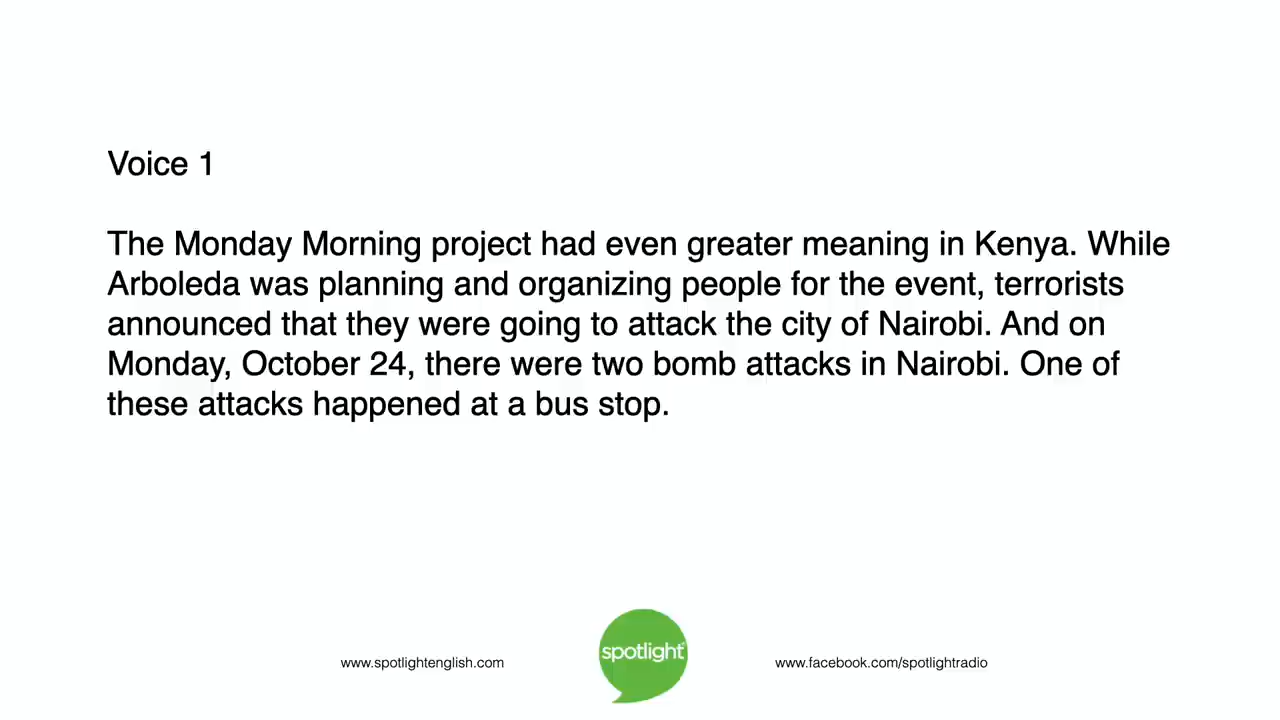 Voice 1
The Monday Morning project had even greater meaning in Kenya. While
Arboleda was planning and organizing people for the event, terrorists
announced that they were going to attack the city of Nairobi. And on
Monday, October 24, there were two bomb attacks in Nairobi. One of
these attacks happened at a bus stop.
www.spotlightenglish.com
spotlight
www.facebook.com/spotlightradio